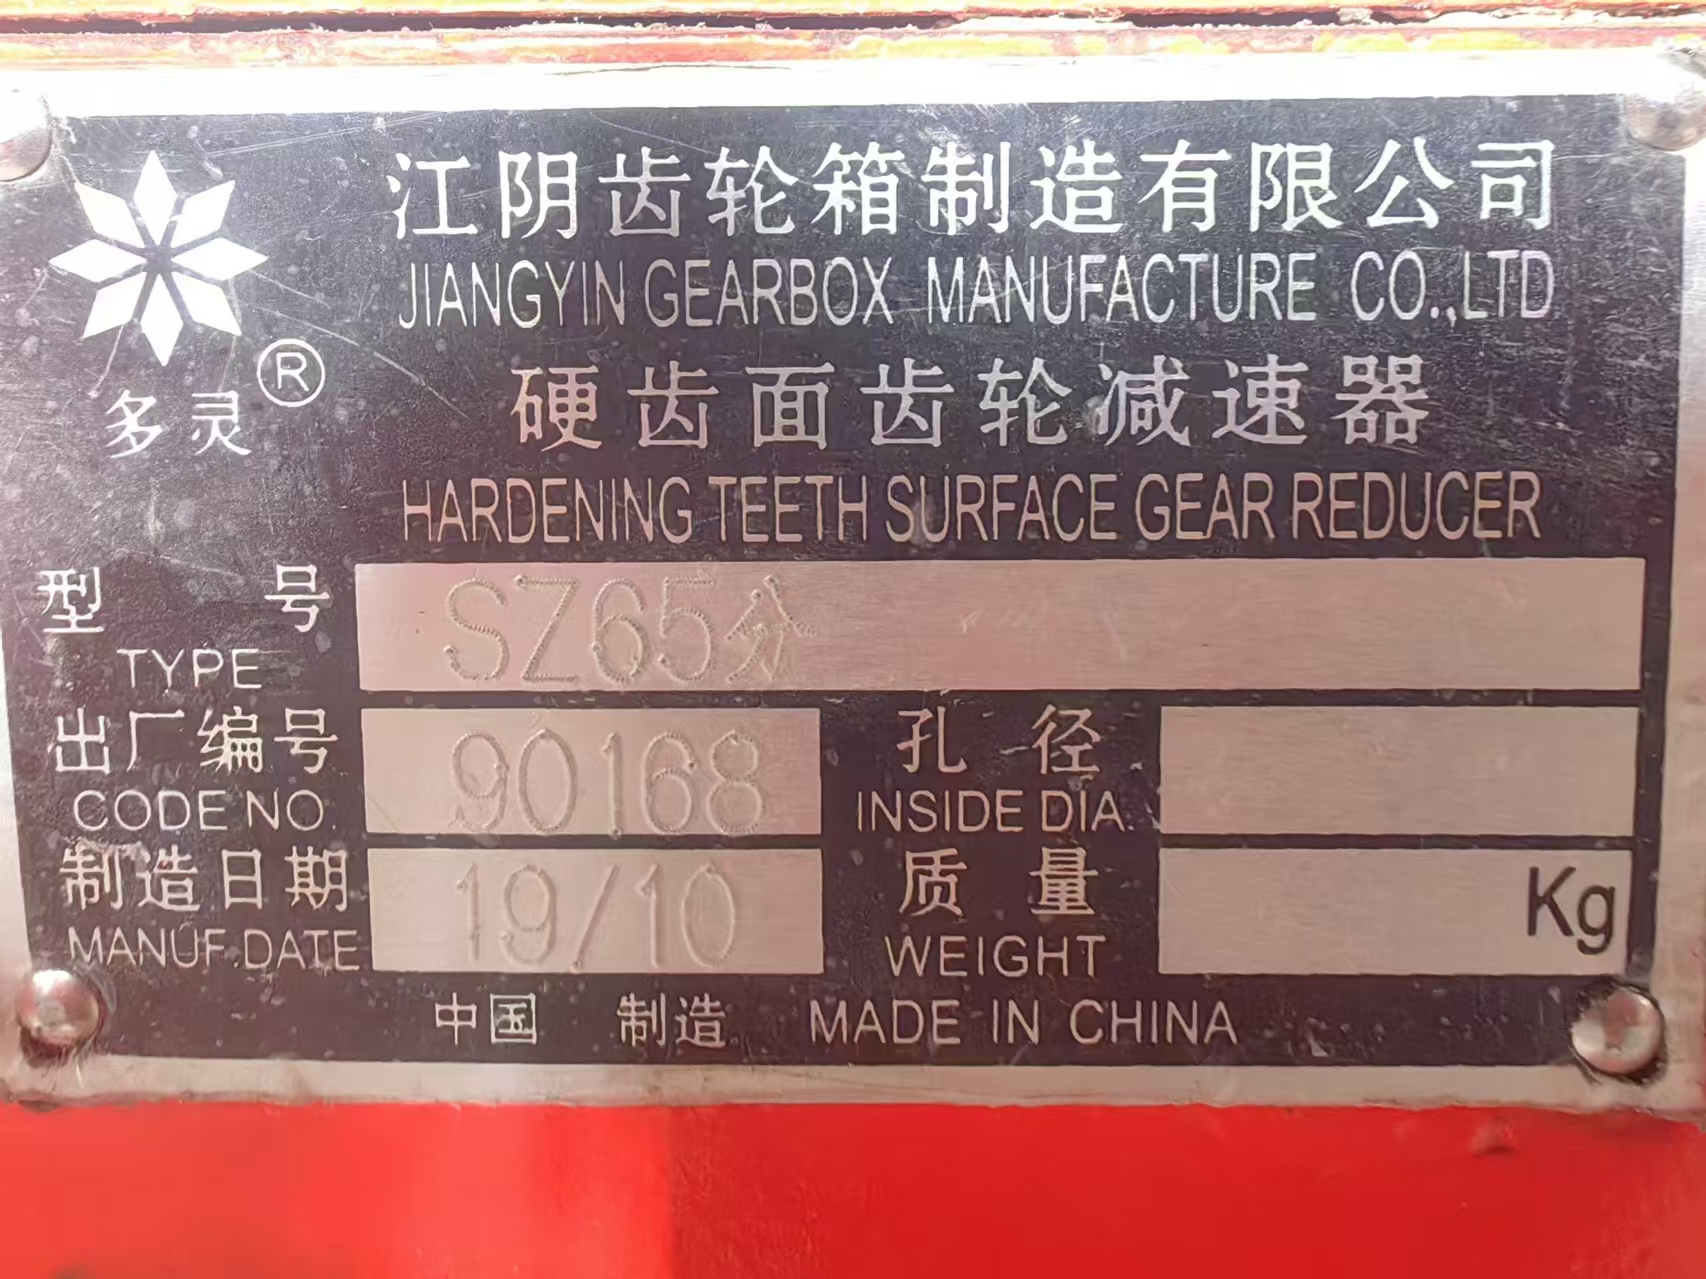 江阴齿轮箱制造有限公司
JIANGYIN GEARBOX MANUFACTURE CO.,LTD
®
多灵
硬齿面齿轮减速器
HARDENING TEETH SURFACE GEAR REDUCER
型号 SZ65分
TYPE
出厂编号 90168 孔径
CODE NO. INSIDE DIA.
制造日期 19/10 质量 Kg
MANUF.DATE WEIGHT
中国 制造 MADE IN CHINA